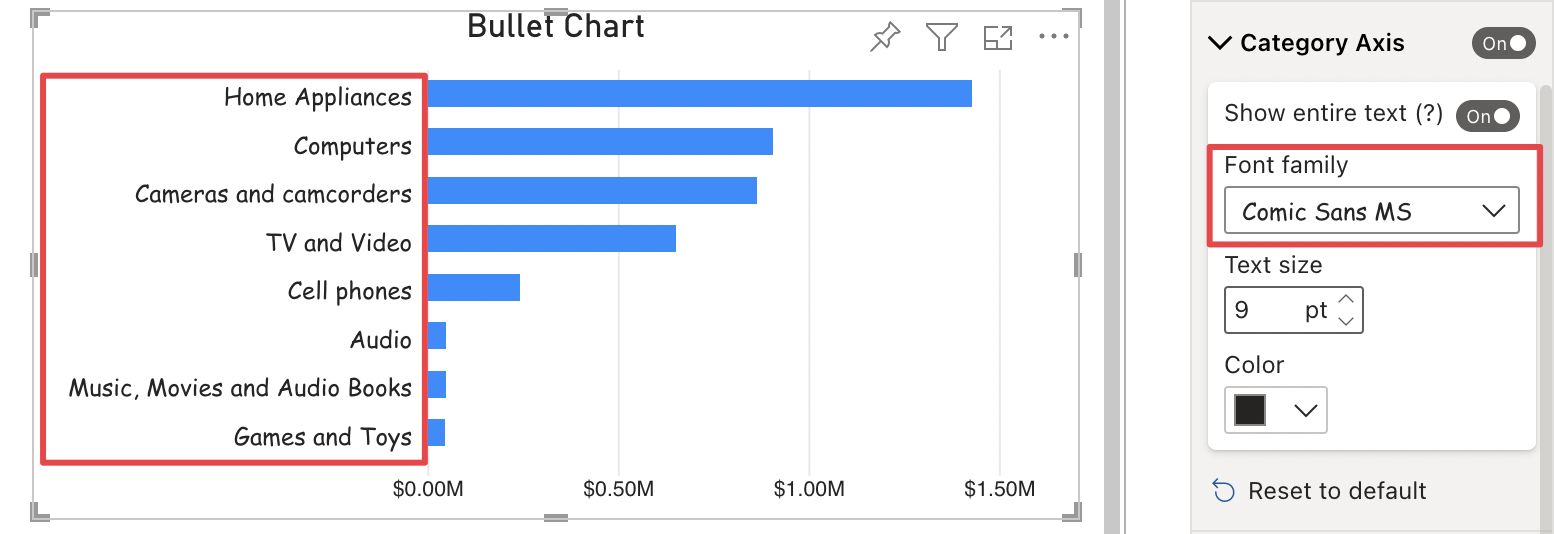 Bullet Chart
Home Appliances
Computers
Cameras and camcorders
TV and Video
Cell phones
Audio
Music, Movies and Audio Books
Games and Toys
$0.00M $0.50M $1.00M $1.50M
Category Axis On
Show entire text (?) On
Font family
Comic Sans MS
Text size
9 pt
Color
Reset to default